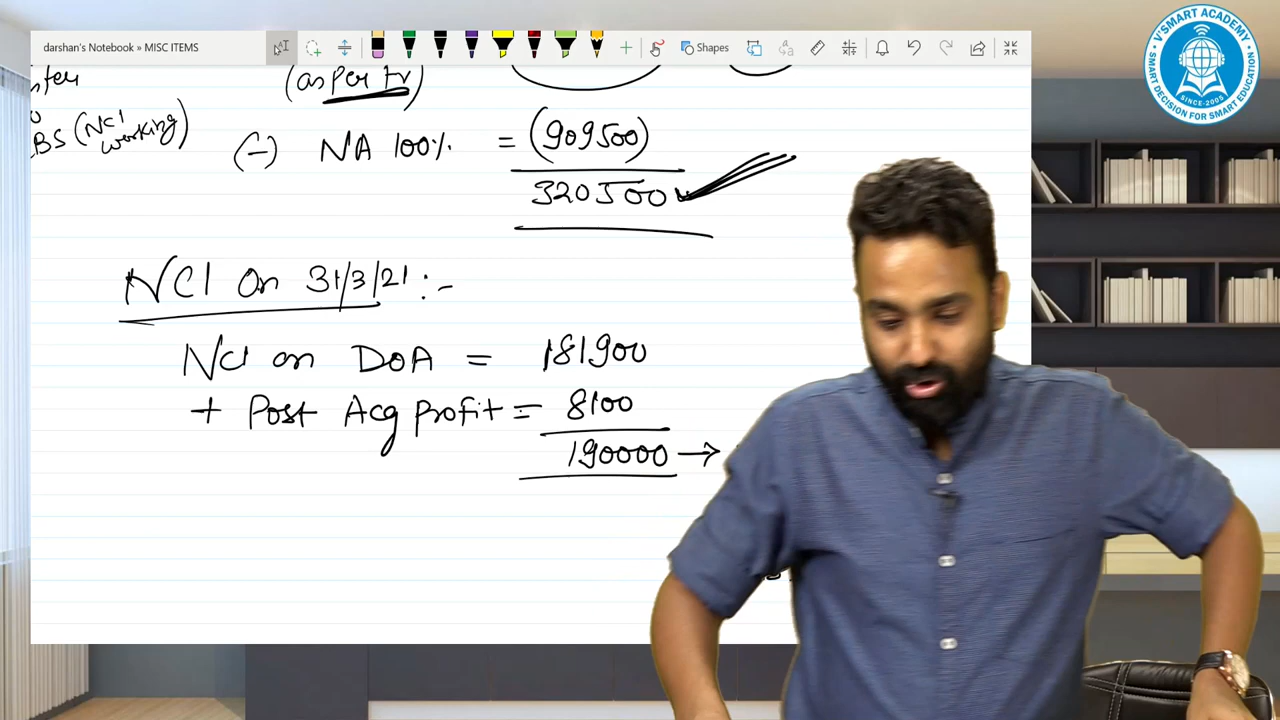 darshan's Notebook » MISC ITEMS
Shapes
V'SMART ACADEMY
SMART DECISION FOR SMART EDUCATION
SINCE-2005
(as per FV)
BS (NCI working)
(-) NA 100% = (909500)
320500
NCI on 31/3/21 :-
NCI on DOA = 181900
+ Post Acq profit = 8100
190000 →